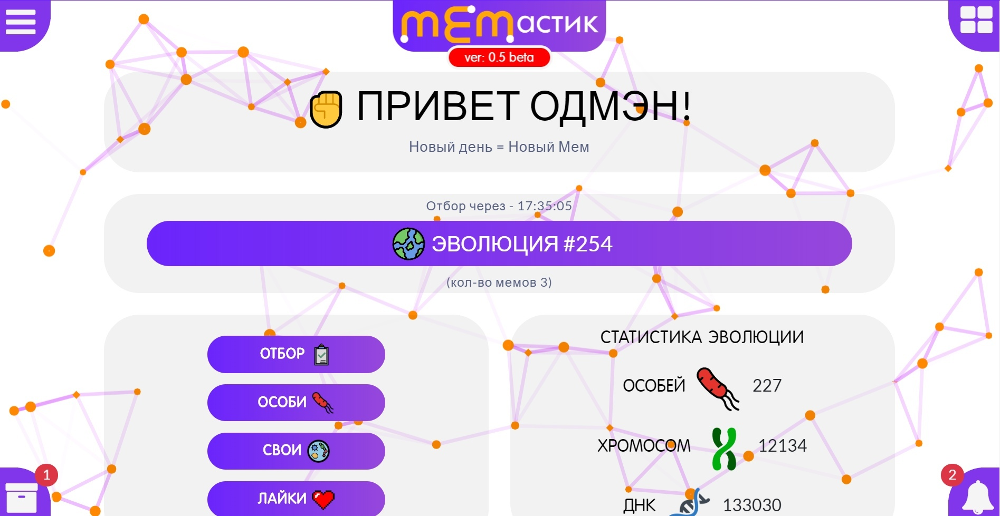 мемастик
ver: 0.5 beta
ПРИВЕТ ОДМЭН!
Новый день = Новый Мем
Отбор через - 17:35:05
ЭВОЛЮЦИЯ #254
(кол-во мемов 3)
ОТБОР
ОСОБИ
СВОИ
ЛАЙКИ
СТАТИСТИКА ЭВОЛЮЦИИ
ОСОБЕЙ 227
ХРОМОСОМ 12134
ДНК 133030
1
2